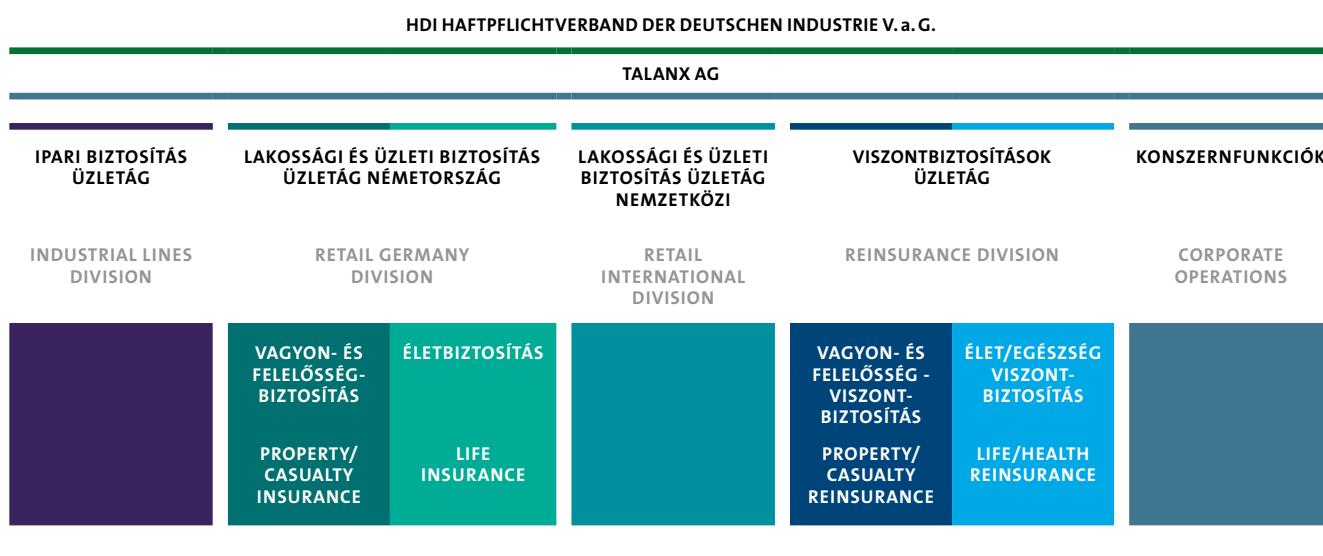 HDI HAFTPFLICHTVERBAND DER DEUTSCHEN INDUSTRIE V. a. G.
TALANX AG
IPARI BIZTOSÍTÁS
ÜZLETÁG
LAKOSSÁGI ÉS ÜZLETI BIZTOSÍTÁS
ÜZLETÁG NÉMETORSZÁG
LAKOSSÁGI ÉS ÜZLETI
BIZTOSÍTÁS ÜZLETÁG
NEMZETKÖZI
VISZONTBIZTOSÍTÁSOK
ÜZLETÁG
KONSZERNFUNKCIÓK
INDUSTRIAL LINES
DIVISION
RETAIL GERMANY
DIVISION
RETAIL
INTERNATIONAL
DIVISION
REINSURANCE DIVISION
CORPORATE
OPERATIONS
VAGYON- ÉS
FELELŐSSÉG-
BIZTOSÍTÁS
ÉLETBIZTOSÍTÁS
VAGYON- ÉS
FELELŐSSÉG -
VISZONT-
BIZTOSÍTÁS
ÉLET/EGÉSZSÉG
VISZONT-
BIZTOSÍTÁS
PROPERTY/
CASUALTY
INSURANCE
LIFE
INSURANCE
PROPERTY/
CASUALTY
REINSURANCE
LIFE/HEALTH
REINSURANCE